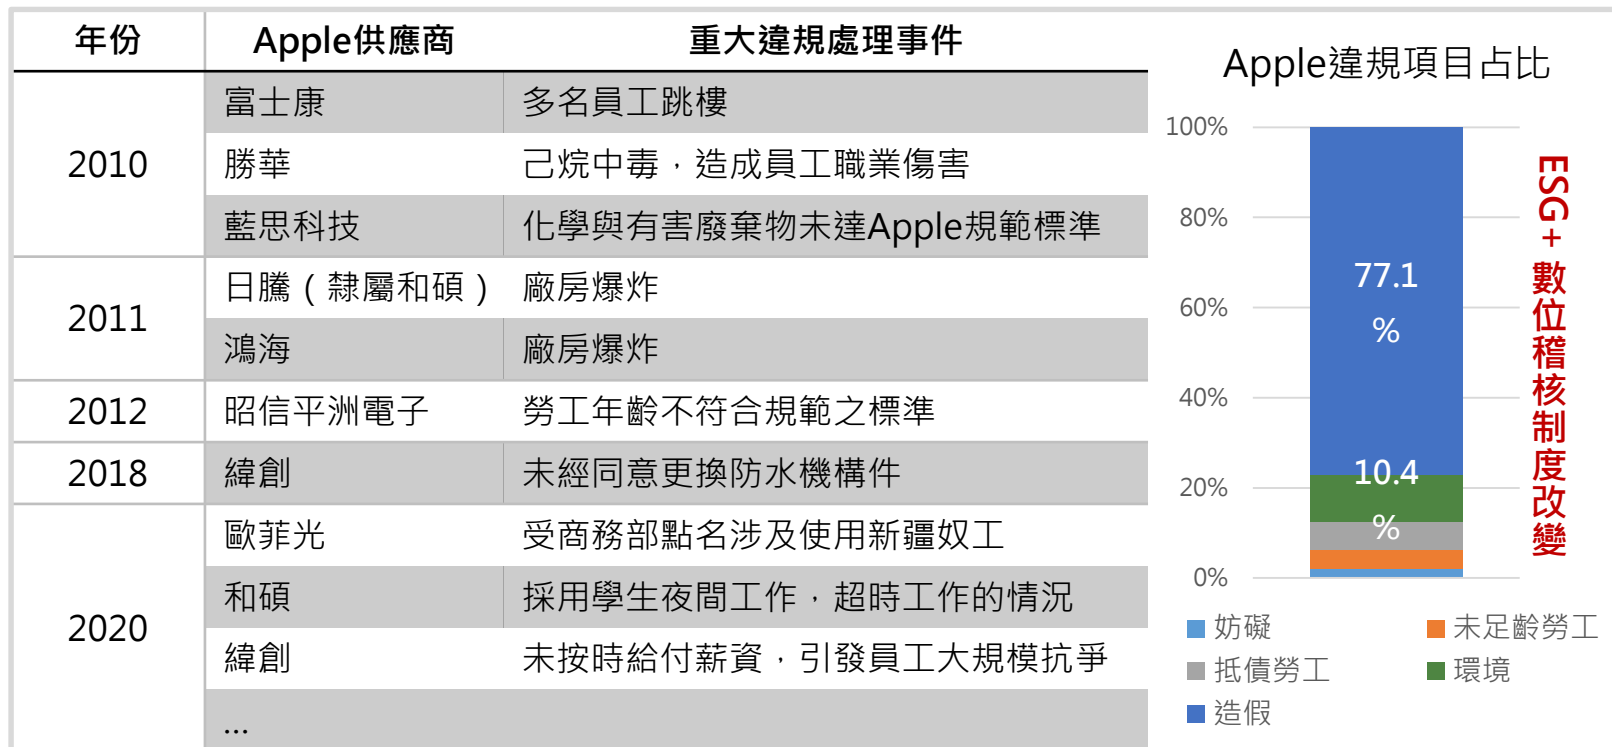 年份 Apple供應商 重大違規處理事件
2010 富士康 多名員工跳樓
勝華 己烷中毒，造成員工職業傷害
藍思科技 化學與有害廢棄物未達Apple規範標準
2011 日騰（隸屬和碩） 廠房爆炸
鴻海 廠房爆炸
2012 昭信平洲電子 勞工年齡不符合規範之標準
2018 緯創 未經同意更換防水機構件
2020 歐菲光 受商務部點名涉及使用新疆奴工
和碩 採用學生夜間工作，超時工作的情況
緯創 未按時給付薪資，引發員工大規模抗爭
...
Apple違規項目占比
100%
80%
60%
40%
20%
0%
77.1
%
10.4
%
妨礙 未足齡勞工
抵債勞工 環境
造假
ESG+ 數位稽核制度改變